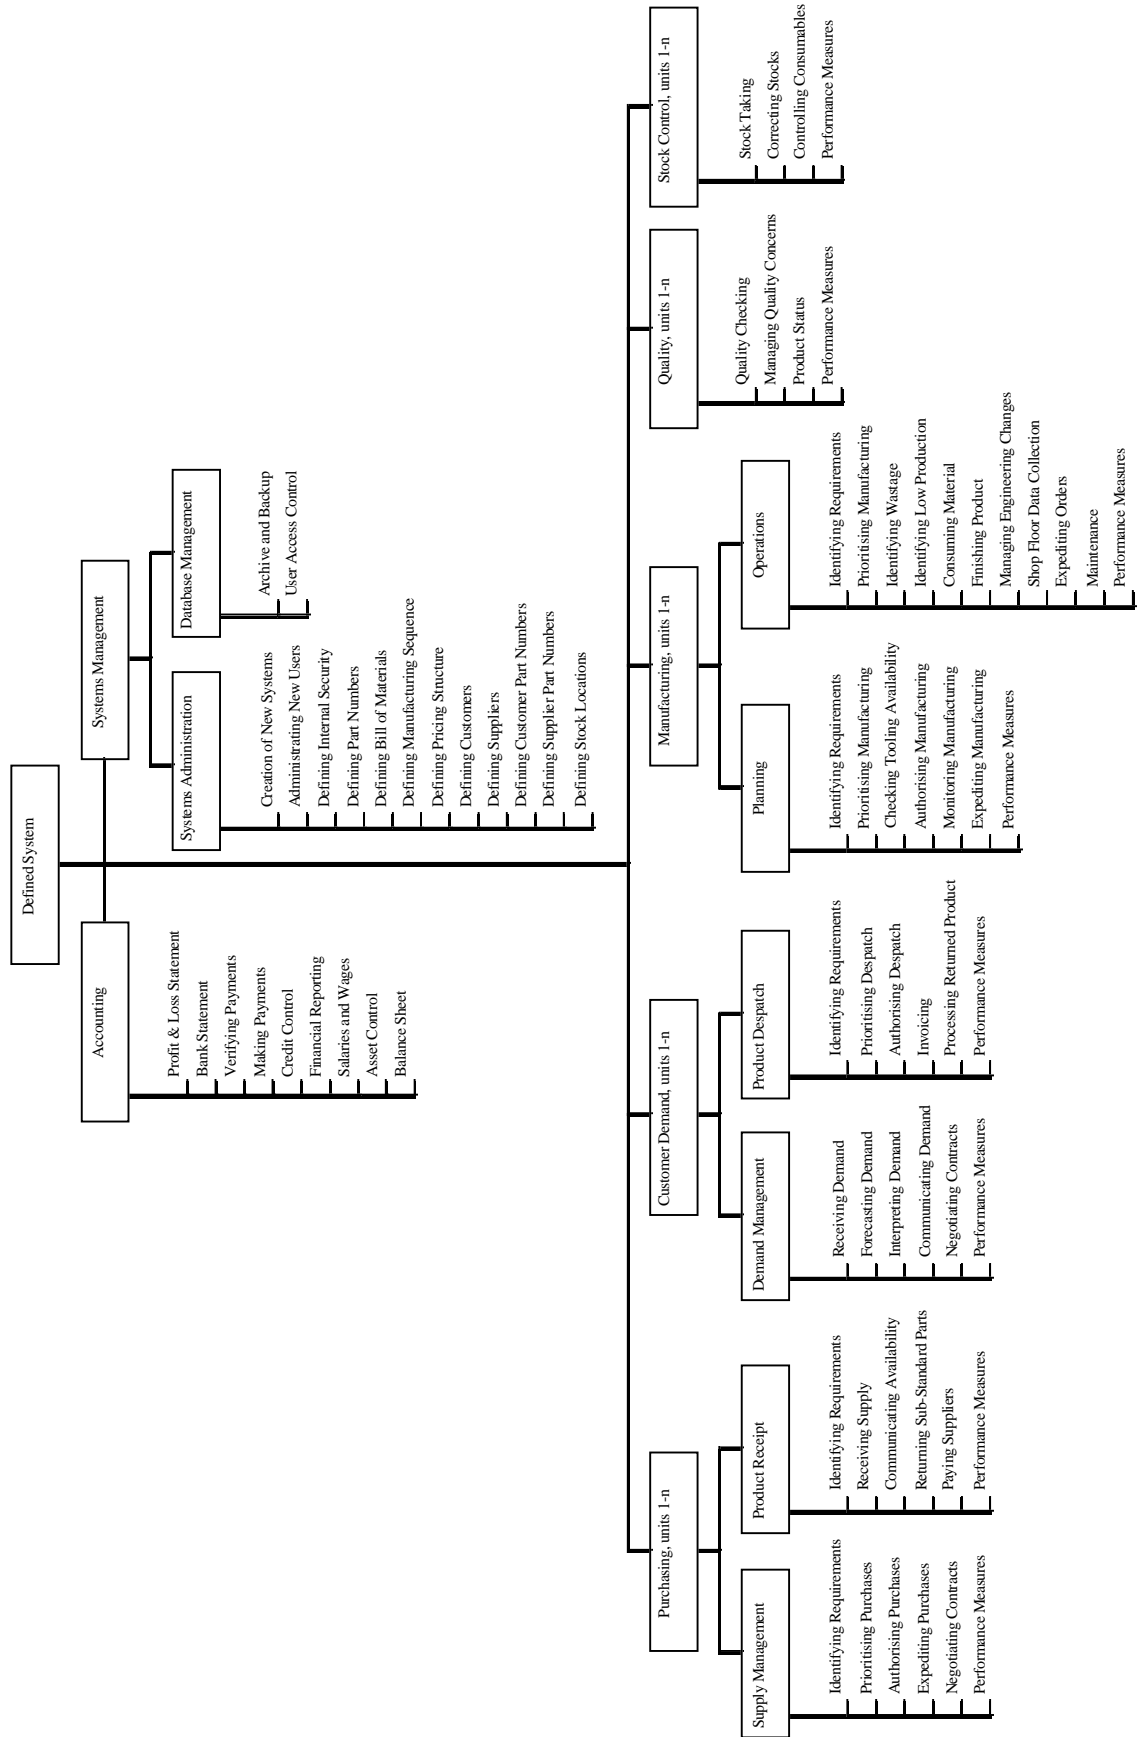 Defined System
Accounting
Profit & Loss Statement
Bank Statement
Verifying Payments
Making Payments
Credit Control
Financial Reporting
Salaries and Wages
Asset Control
Balance Sheet
Systems Management
Systems Administration
Creation of New Systems
Administrating New Users
Defining Internal Security
Defining Part Numbers
Defining Bill of Materials
Defining Manufacturing Sequence
Defining Pricing Structure
Defining Customers
Defining Suppliers
Defining Customer Part Numbers
Defining Supplier Part Numbers
Defining Stock Locations
Database Management
Archive and Backup
User Access Control
Purchasing, units 1-n
Supply Management
Identifying Requirements
Prioritising Purchases
Authorising Purchases
Expediting Purchases
Negotiating Contracts
Performance Measures
Product Receipt
Identifying Requirements
Receiving Supply
Communicating Availability
Returning Sub-Standard Parts
Paying Suppliers
Performance Measures
Customer Demand, units 1-n
Demand Management
Receiving Demand
Forecasting Demand
Interpreting Demand
Communicating Demand
Negotiating Contracts
Performance Measures
Product Despatch
Identifying Requirements
Prioritising Despatch
Authorising Despatch
Invoicing
Processing Returned Product
Performance Measures
Manufacturing, units 1-n
Planning
Identifying Requirements
Prioritising Manufacturing
Checking Tooling Availability
Authorising Manufacturing
Monitoring Manufacturing
Expediting Manufacturing
Performance Measures
Operations
Identifying Requirements
Prioritising Manufacturing
Identifying Wastage
Identifying Low Production
Consuming Material
Finishing Product
Managing Engineering Changes
Shop Floor Data Collection
Expediting Orders
Maintenance
Performance Measures
Quality, units 1-n
Quality Checking
Managing Quality Concerns
Product Status
Performance Measures
Stock Control, units 1-n
Stock Taking
Correcting Stocks
Controlling Consumables
Performance Measures